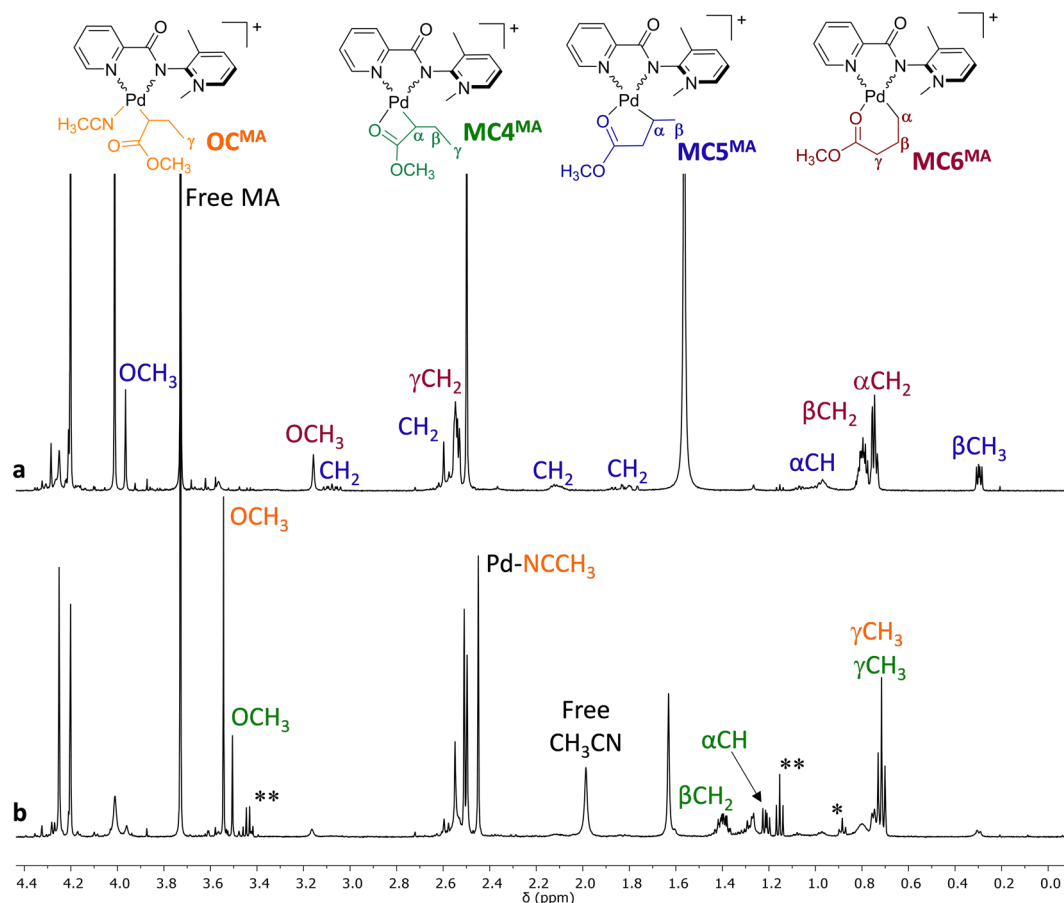 O
N
N
N
Pd
H₃CCN
γ
O
OCH₃
OCᴹᴬ
+
O
N
N
N
Pd
O
α
β
γ
OCH₃
MC4ᴹᴬ
+
O
N
N
N
Pd
O
α
β
H₃CO
MC5ᴹᴬ
+
O
N
N
N
Pd
O
α
β
γ
H₃CO
MC6ᴹᴬ
+
Free MA
OCH₃
OCH₃
CH₂
γCH₂
CH₂
CH₂
CH₂
αCH
βCH₂
αCH₂
βCH₃
a
OCH₃
OCH₃
**
Pd-NCCH₃
Free
CH₃CN
βCH₂
αCH
**
*
γCH₃
γCH₃
b
4.4 4.2 4.0 3.8 3.6 3.4 3.2 3.0 2.8 2.6 2.4 2.2 2.0 1.8 1.6 1.4 1.2 1.0 0.8 0.6 0.4 0.2 0.0
δ (ppm)